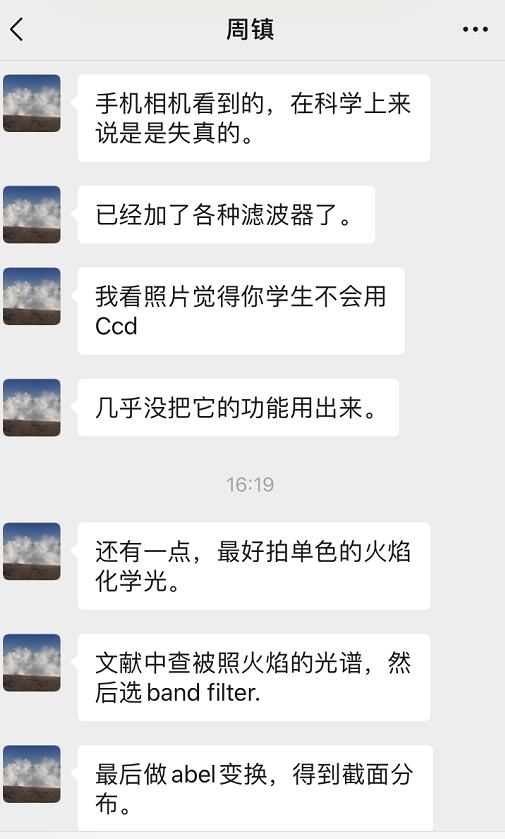 周镇
手机相机看到的，在科学上来
说是是失真的。
已经加了各种滤波器了。
我看照片觉得你学生不会用
Ccd
几乎没把它的功能用出来。
16:19
还有一点，最好拍单色的火焰
化学光。
文献中查被照火焰的光谱，然
后选band filter.
最后做abel变换，得到截面分
布。